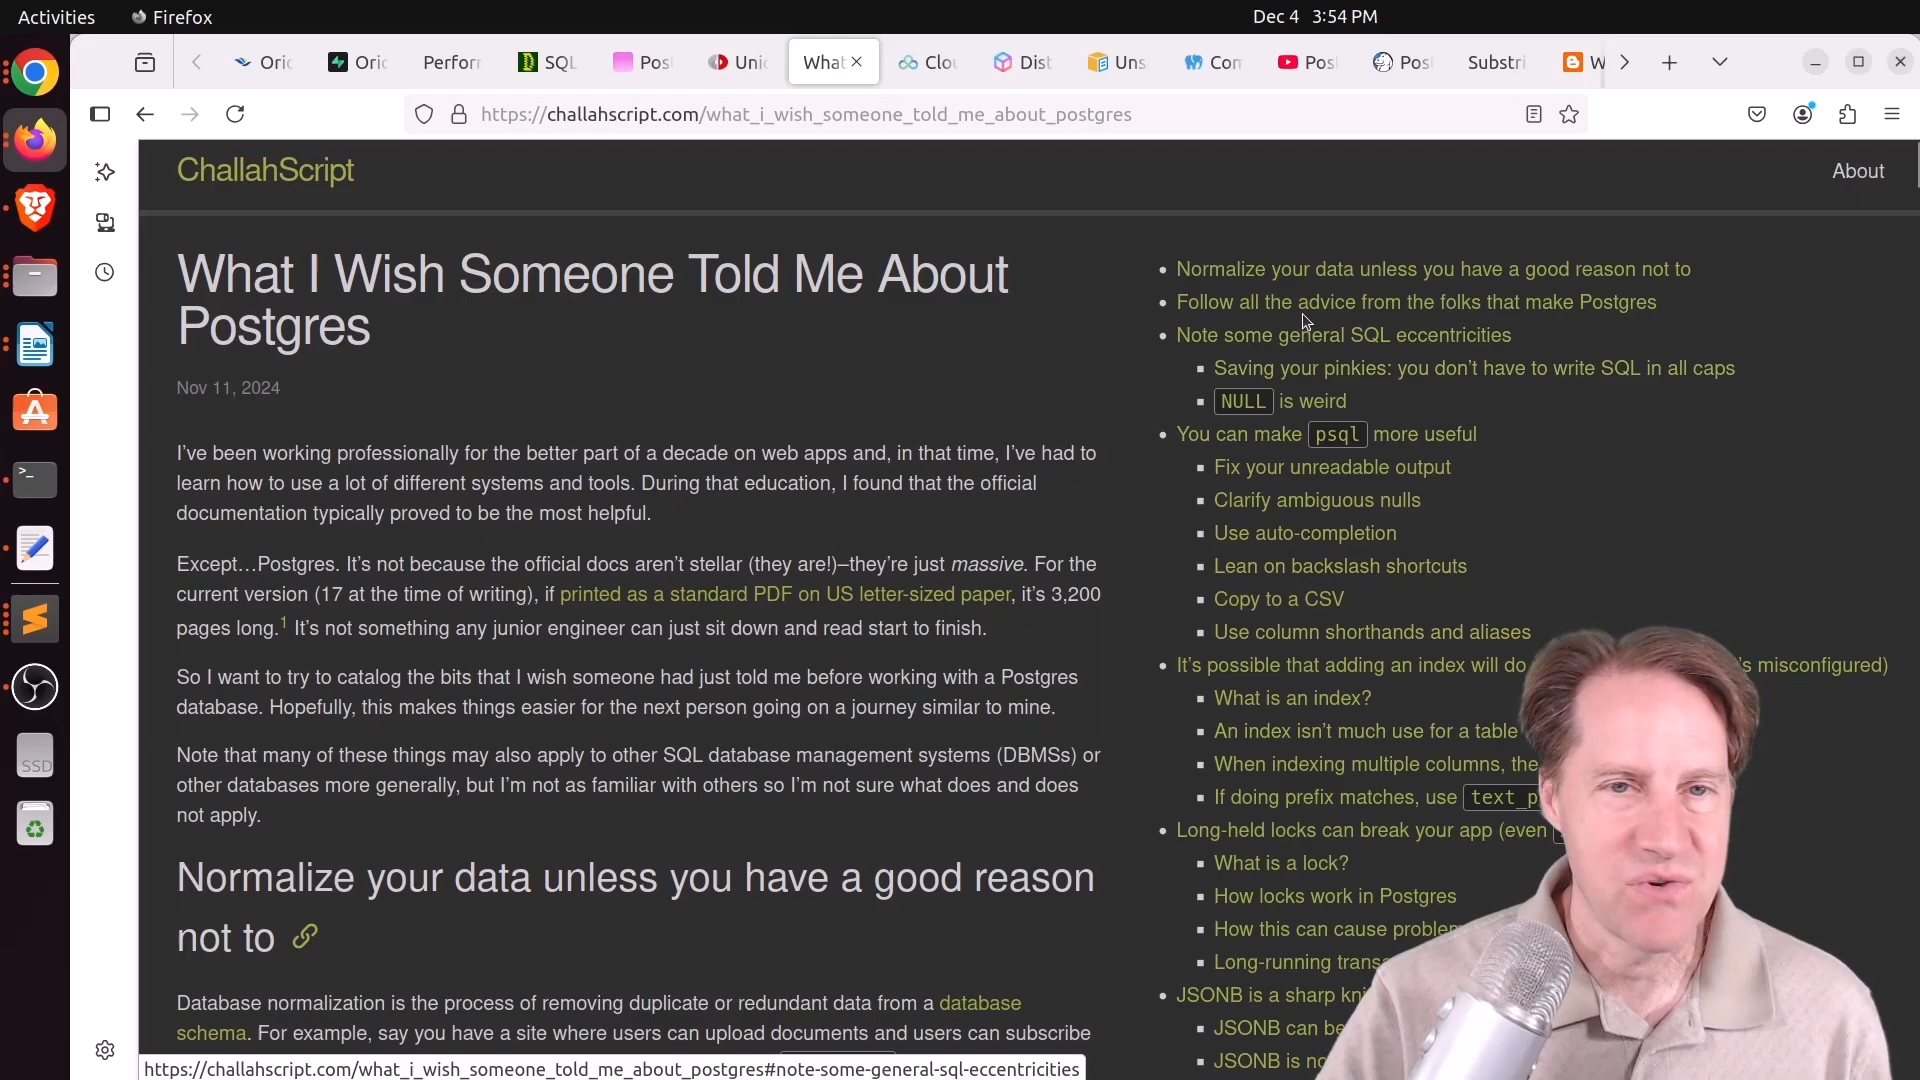 Activities
Firefox
Dec 4 3:54 PM
Oric
Oric
Perform
SQL
Pos
Unic
What
Clou
Dist
Uns
Com
Post
Post
Substri
W
https://challahscript.com/what_i_wish_someone_told_me_about_postgres
ChallahScript
About
What I Wish Someone Told Me About
Postgres
Nov 11, 2024
I've been working professionally for the better part of a decade on web apps and, in that time, I've had to
learn how to use a lot of different systems and tools. During that education, I found that the official
documentation typically proved to be the most helpful.
Except…Postgres. It's not because the official docs aren't stellar (they are!)–they're just massive. For the
current version (17 at the time of writing), if printed as a standard PDF on US letter-sized paper, it's 3,200
pages long.1 It's not something any junior engineer can just sit down and read start to finish.
So I want to try to catalog the bits that I wish someone had just told me before working with a Postgres
database. Hopefully, this makes things easier for the next person going on a journey similar to mine.
Note that many of these things may also apply to other SQL database management systems (DBMSs) or
other databases more generally, but I'm not as familiar with others so I'm not sure what does and does
not apply.
Normalize your data unless you have a good reason
not to
Database normalization is the process of removing duplicate or redundant data from a database
schema. For example, say you have a site where users can upload documents and users can subscribe
Normalize your data unless you have a good reason not to
Follow all the advice from the folks that make Postgres
Note some general SQL eccentricities
Saving your pinkies: you don't have to write SQL in all caps
NULL is weird
You can make psql more useful
Fix your unreadable output
Clarify ambiguous nulls
Use auto-completion
Lean on backslash shortcuts
Copy to a CSV
Use column shorthands and aliases
It's possible that adding an index will do 's misconfigured)
What is an index?
An index isn't much use for a table
When indexing multiple columns, the
If doing prefix matches, use text_p
Long-held locks can break your app (even
What is a lock?
How locks work in Postgres
How this can cause problem
Long-running trans
JSONB is a sharp kni
JSONB can be
JSONB is no
SSD
https://challahscript.com/what_i_wish_someone_told_me_about_postgres#note-some-general-sql-eccentricities